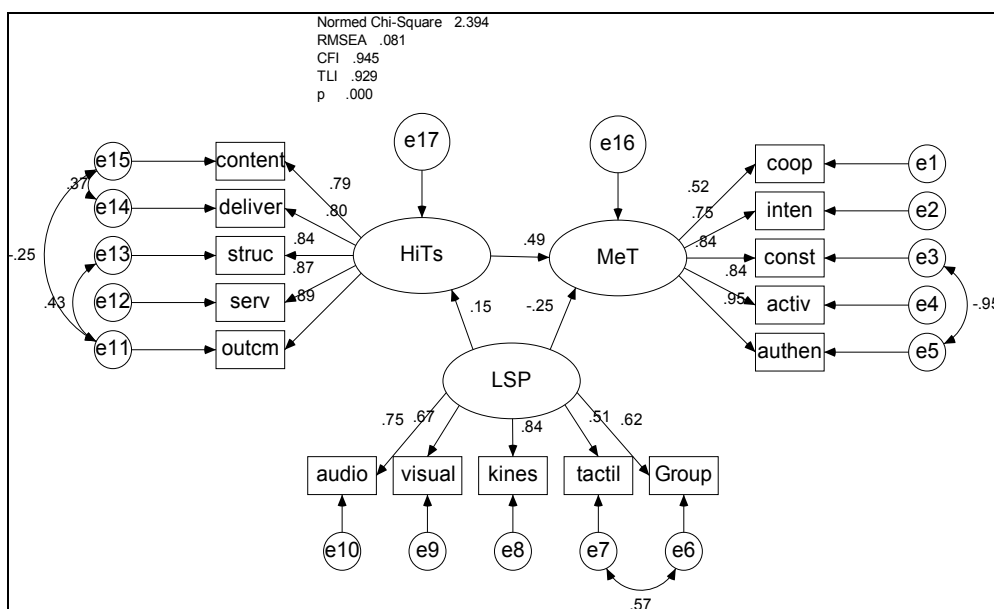 Normed Chi-Square 2.394
RMSEA .081
CFI .945
TLI .929
p .000
e17
e16
e15
content
coop
e1
.79
.52
.37
e14
deliver
.80
.75
inten
e2
-.25
e13
struc
.84
HiTs
.49
MeT
.84
const
e3
.87
.84
e12
serv
activ
e4
.43
.89
.15
-.25
.95
-.95
e11
outcm
authen
e5
LSP
.75
.67
.84
.51
.62
audio
visual
kines
tactil
Group
e10
e9
e8
e7
e6
.57